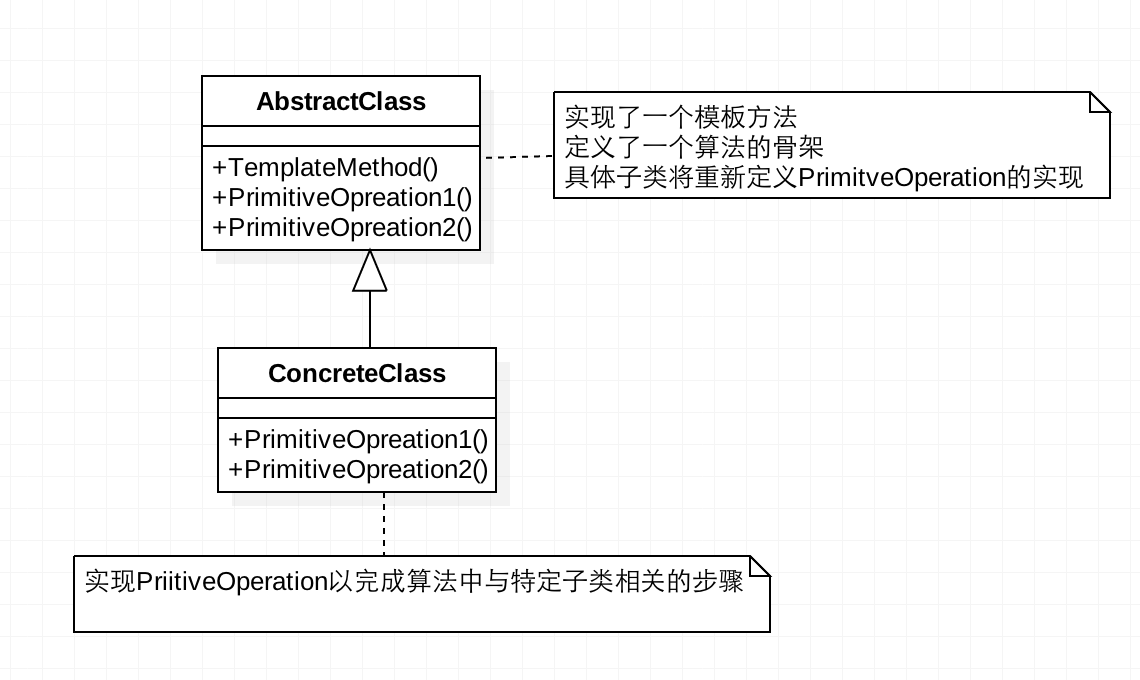 AbstractClass
+TemplateMethod()
+PrimitiveOpreation1()
+PrimitiveOpreation2()
实现了一个模板方法
定义了一个算法的骨架
具体子类将重新定义PrimitveOperation的实现
ConcreteClass
+PrimitiveOpreation1()
+PrimitiveOpreation2()
实现PriitiveOperation以完成算法中与特定子类相关的步骤